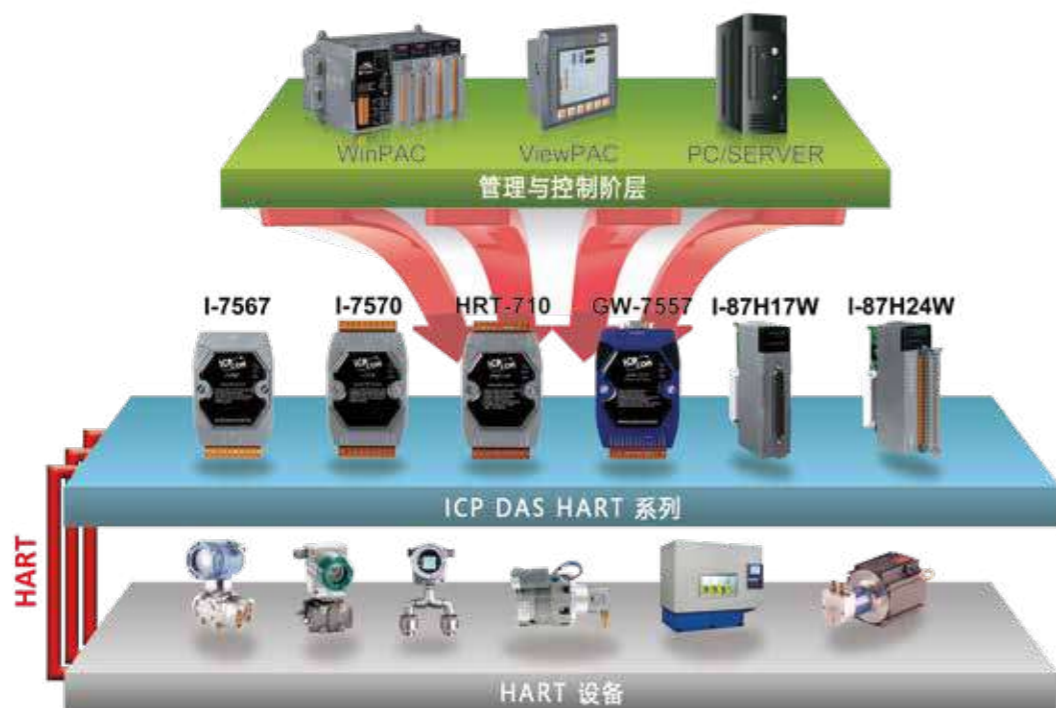 WinPAC ViewPAC PC/SERVER
管理与控制阶层
I-7567 I-7570 HRT-710 GW-7557 I-87H17W I-87H24W
ICP DAS HART 系列
HART
HART 设备